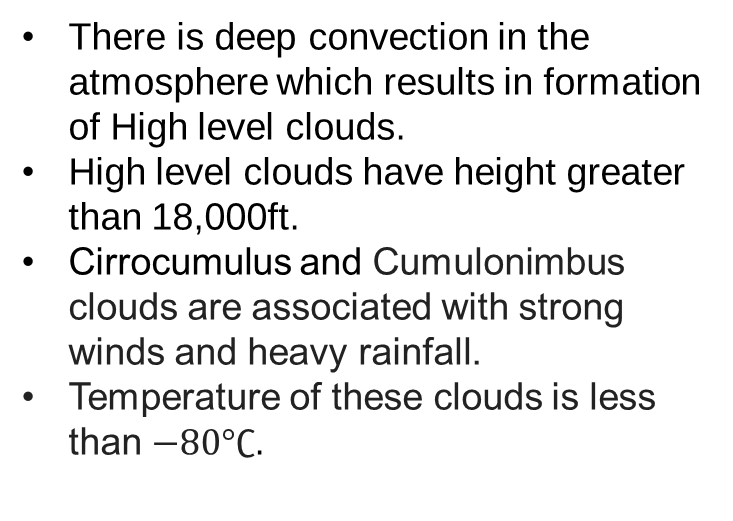 • There is deep convection in the
atmosphere which results in formation
of High level clouds.
• High level clouds have height greater
than 18,000ft.
• Cirrocumulus and Cumulonimbus
clouds are associated with strong
winds and heavy rainfall.
• Temperature of these clouds is less
than −80℃.